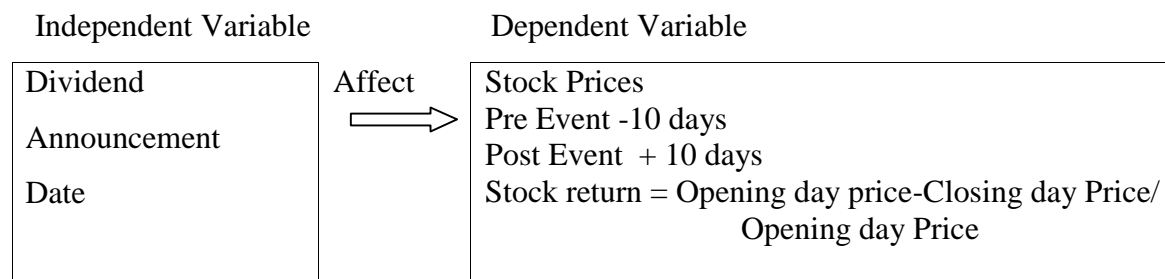 Independent Variable
Dependent Variable
Dividend
Announcement
Date
Affect
Stock Prices
Pre Event -10 days
Post Event + 10 days
Stock return = Opening day price-Closing day Price/
Opening day Price